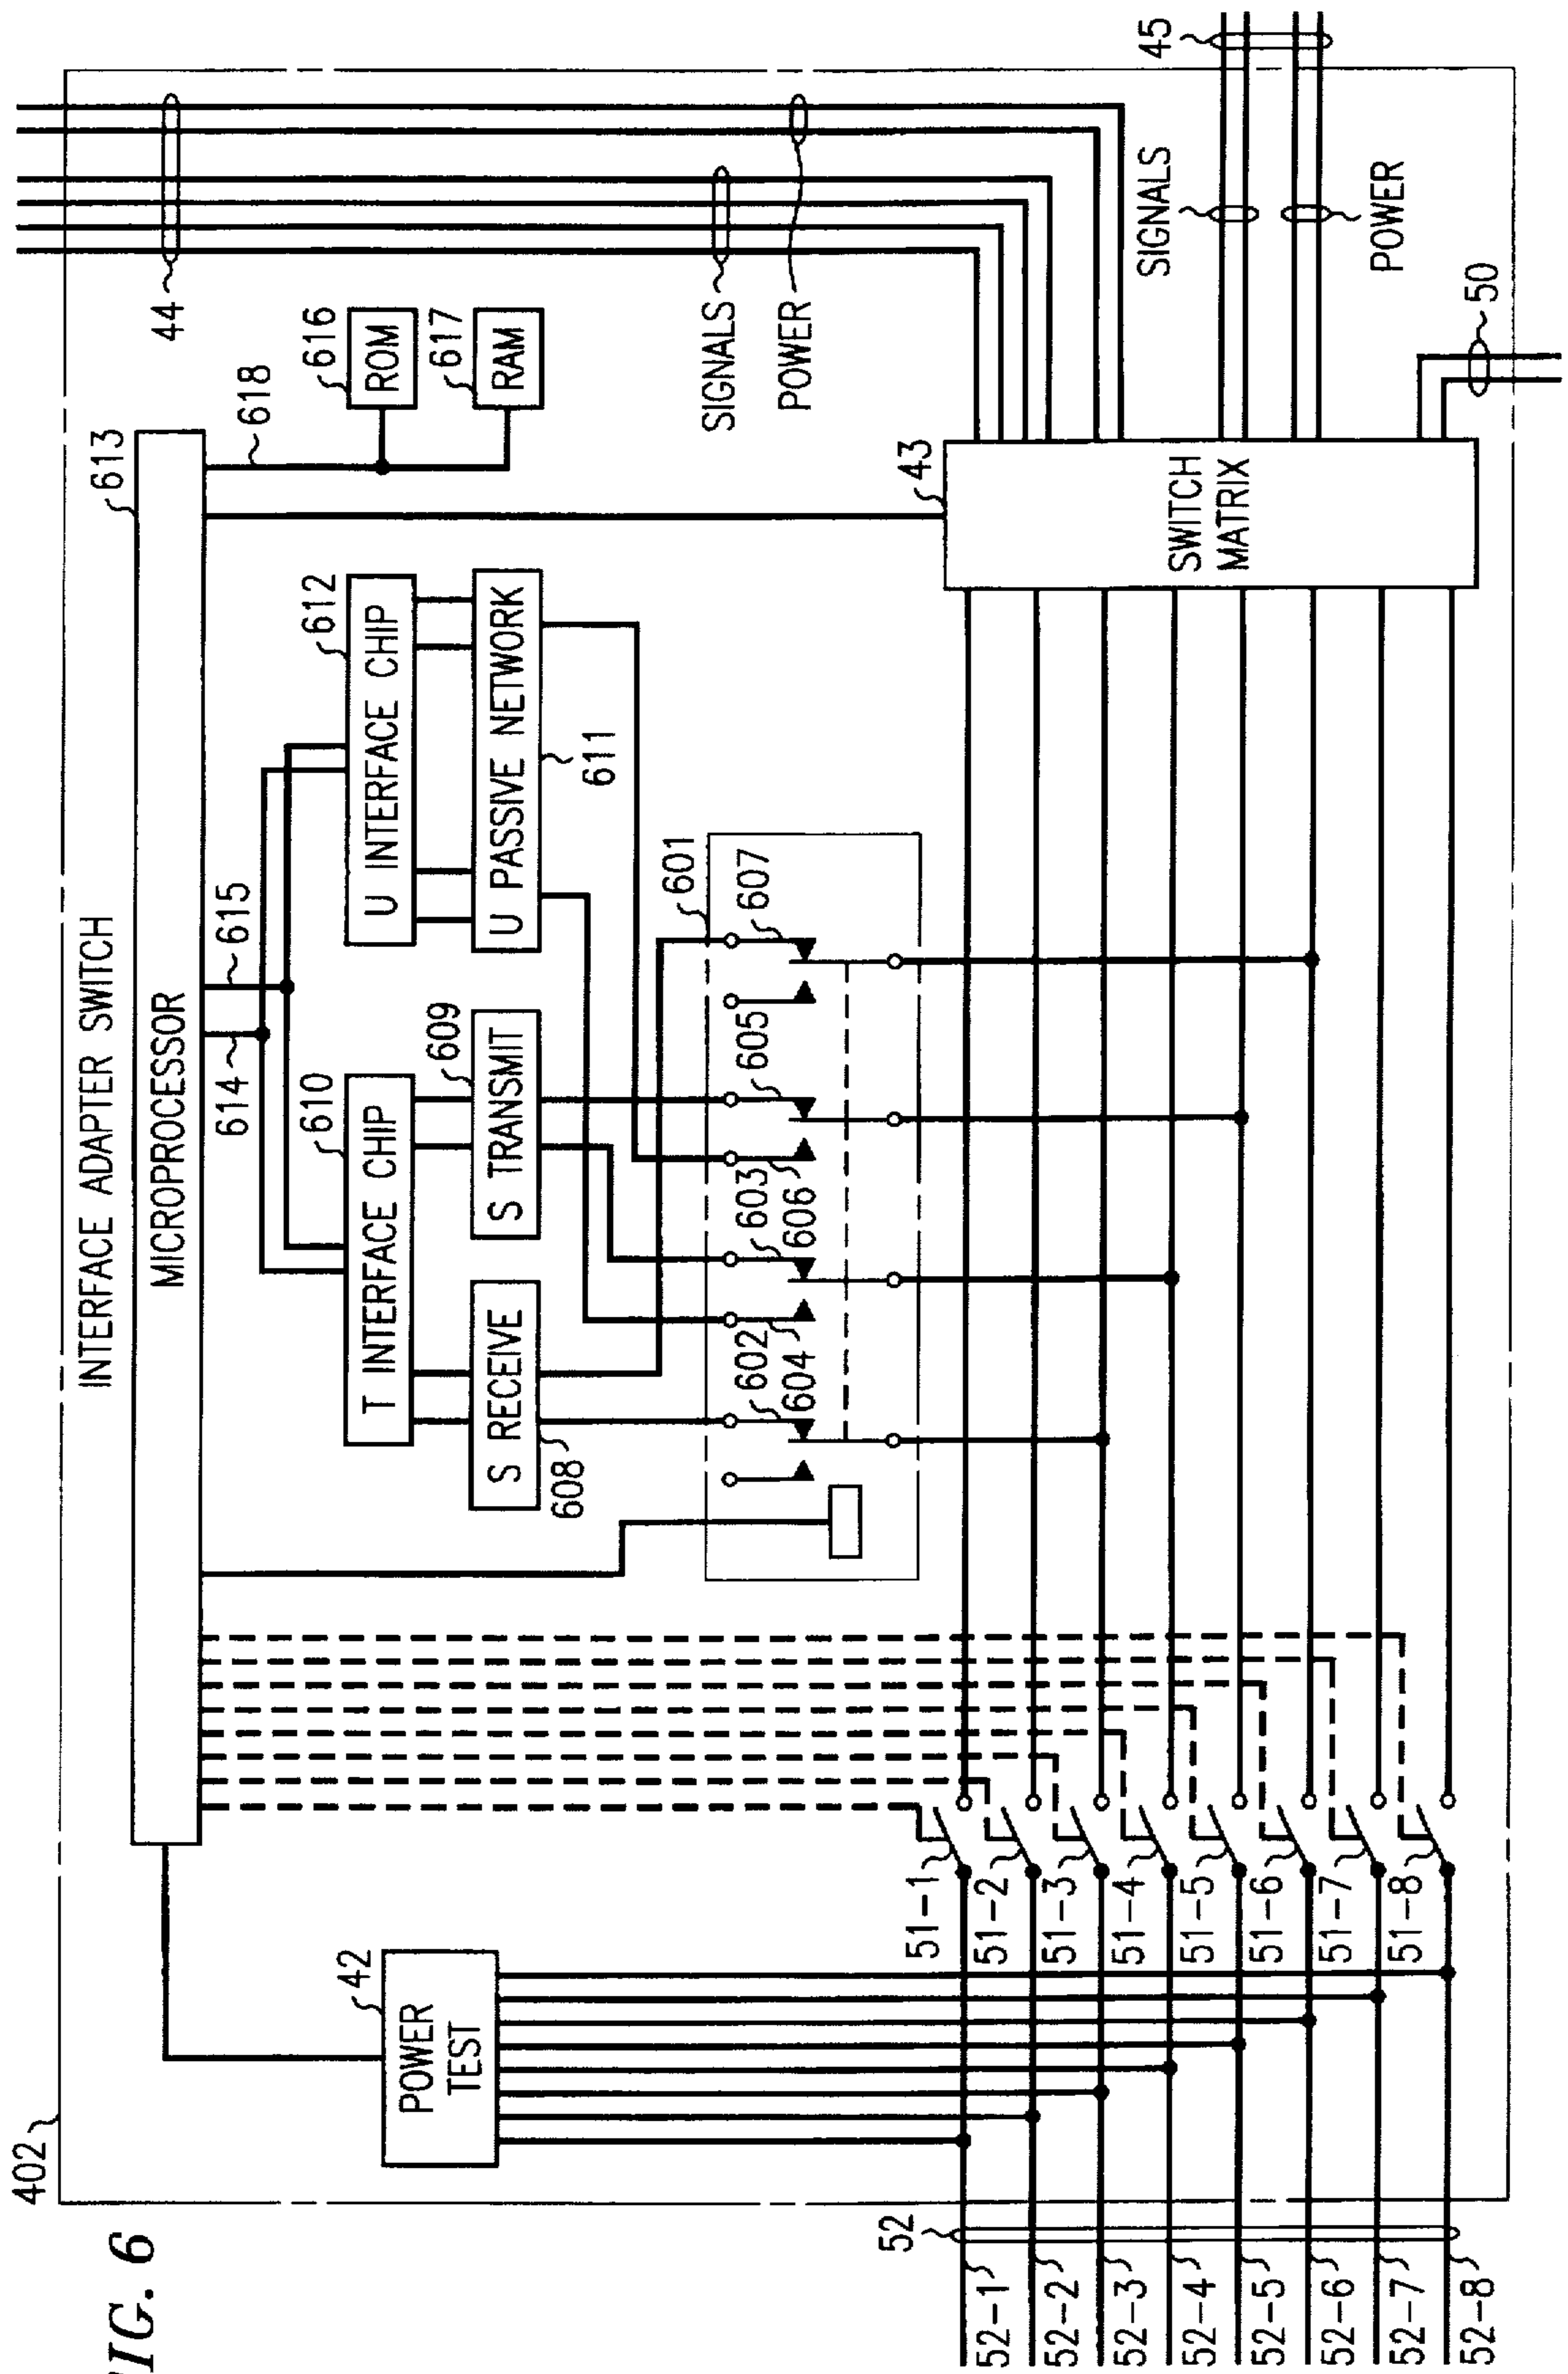 FIG. 6
402
INTERFACE ADAPTER SWITCH
MICROPROCESSOR
613
614
615
618
44
610
T INTERFACE CHIP
612
U INTERFACE CHIP
616
ROM
617
RAM
42
POWER
TEST
S RECEIVE
608
609
S TRANSMIT
U PASSIVE NETWORK
611
601
602
604
603
606
605
607
SIGNALS
POWER
43
SWITCH
MATRIX
45
SIGNALS
POWER
50
52
51-1
51-2
51-3
51-4
51-5
51-6
51-7
51-8
52-1
52-2
52-3
52-4
52-5
52-6
52-7
52-8